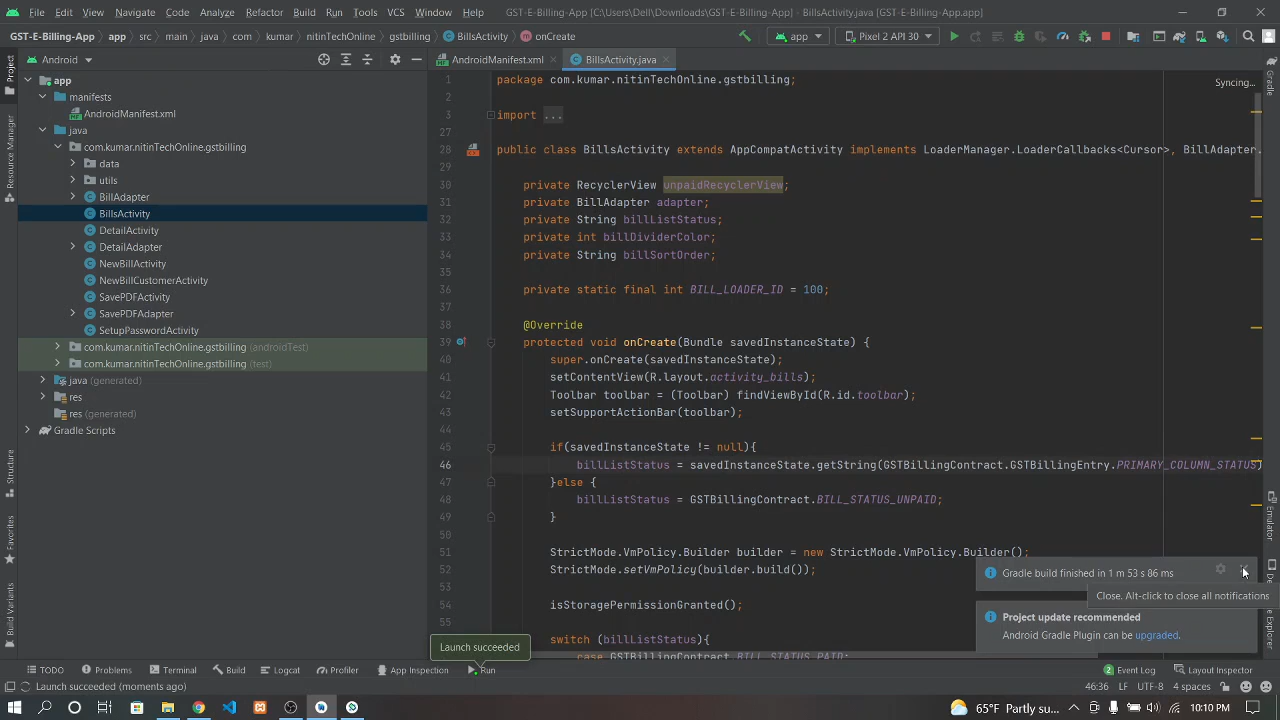 File Edit View Navigate Code Analyze Refactor Build Run Tools VCS Window Help GST-E-Billing-App [C:\Users\Dell\Downloads\GST-E-Billing-App.app] - BillsActivity.java [GST-E-Billing-App.app]
GST-E-Billing-App app src main java com kumar nitinTechOnline gstbilling BillsActivity onCreate app Pixel 2 API 30
Project
Android
AndroidManifest.xml BillsActivity.java
Gradle
Resource Manager
app
manifests
AndroidManifest.xml
java
com.kumar.nitinTechOnline.gstbilling
data
utils
BillAdapter
BillsActivity
DetailActivity
DetailAdapter
NewBillActivity
NewBillCustomerActivity
SavePDFActivity
SavePDFAdapter
SetupPasswordActivity
com.kumar.nitinTechOnline.gstbilling (androidTest)
com.kumar.nitinTechOnline.gstbilling (test)
java (generated)
res
res (generated)
Gradle Scripts
Structure
Favorites
Build Variants
Syncing...
1 package com.kumar.nitinTechOnline.gstbilling;
2
3 import ...
27
28 public class BillsActivity extends AppCompatActivity implements LoaderManager.LoaderCallbacks<Cursor>, BillAdapter.
29
30 private RecyclerView unpaidRecyclerView;
31 private BillAdapter adapter;
32 private String billListStatus;
33 private int billDividerColor;
34 private String billSortOrder;
35
36 private static final int BILL_LOADER_ID = 100;
37
38 @Override
39 protected void onCreate(Bundle savedInstanceState) {
40 super.onCreate(savedInstanceState);
41 setContentView(R.layout.activity_bills);
42 Toolbar toolbar = (Toolbar) findViewById(R.id.toolbar);
43 setSupportActionBar(toolbar);
44
45 if(savedInstanceState != null){
46 billListStatus = savedInstanceState.getString(GSTBillingContract.GSTBillingEntry.PRIMARY_COLUMN_STATUS)
47 }else {
48 billListStatus = GSTBillingContract.BILL_STATUS_UNPAID;
49 }
50
51 StrictMode.VmPolicy.Builder builder = new StrictMode.VmPolicy.Builder();
52 StrictMode.setVmPolicy(builder.build());
53
54 isStoragePermissionGranted();
55
switch (billListStatus){
case GSTBillingContract.BILL_STATUS_PAID:
Emulator
Gradle build finished in 1 m 53 s 86 ms
Close. Alt-click to close all notifications
Project update recommended
Android Gradle Plugin can be upgraded.
Launch succeeded
TODO Problems Terminal Build Logcat Profiler App Inspection Run Event Log Layout Inspector
Launch succeeded (moments ago) 46:36 LF UTF-8 4 spaces
65°F Partly su... 10:10 PM